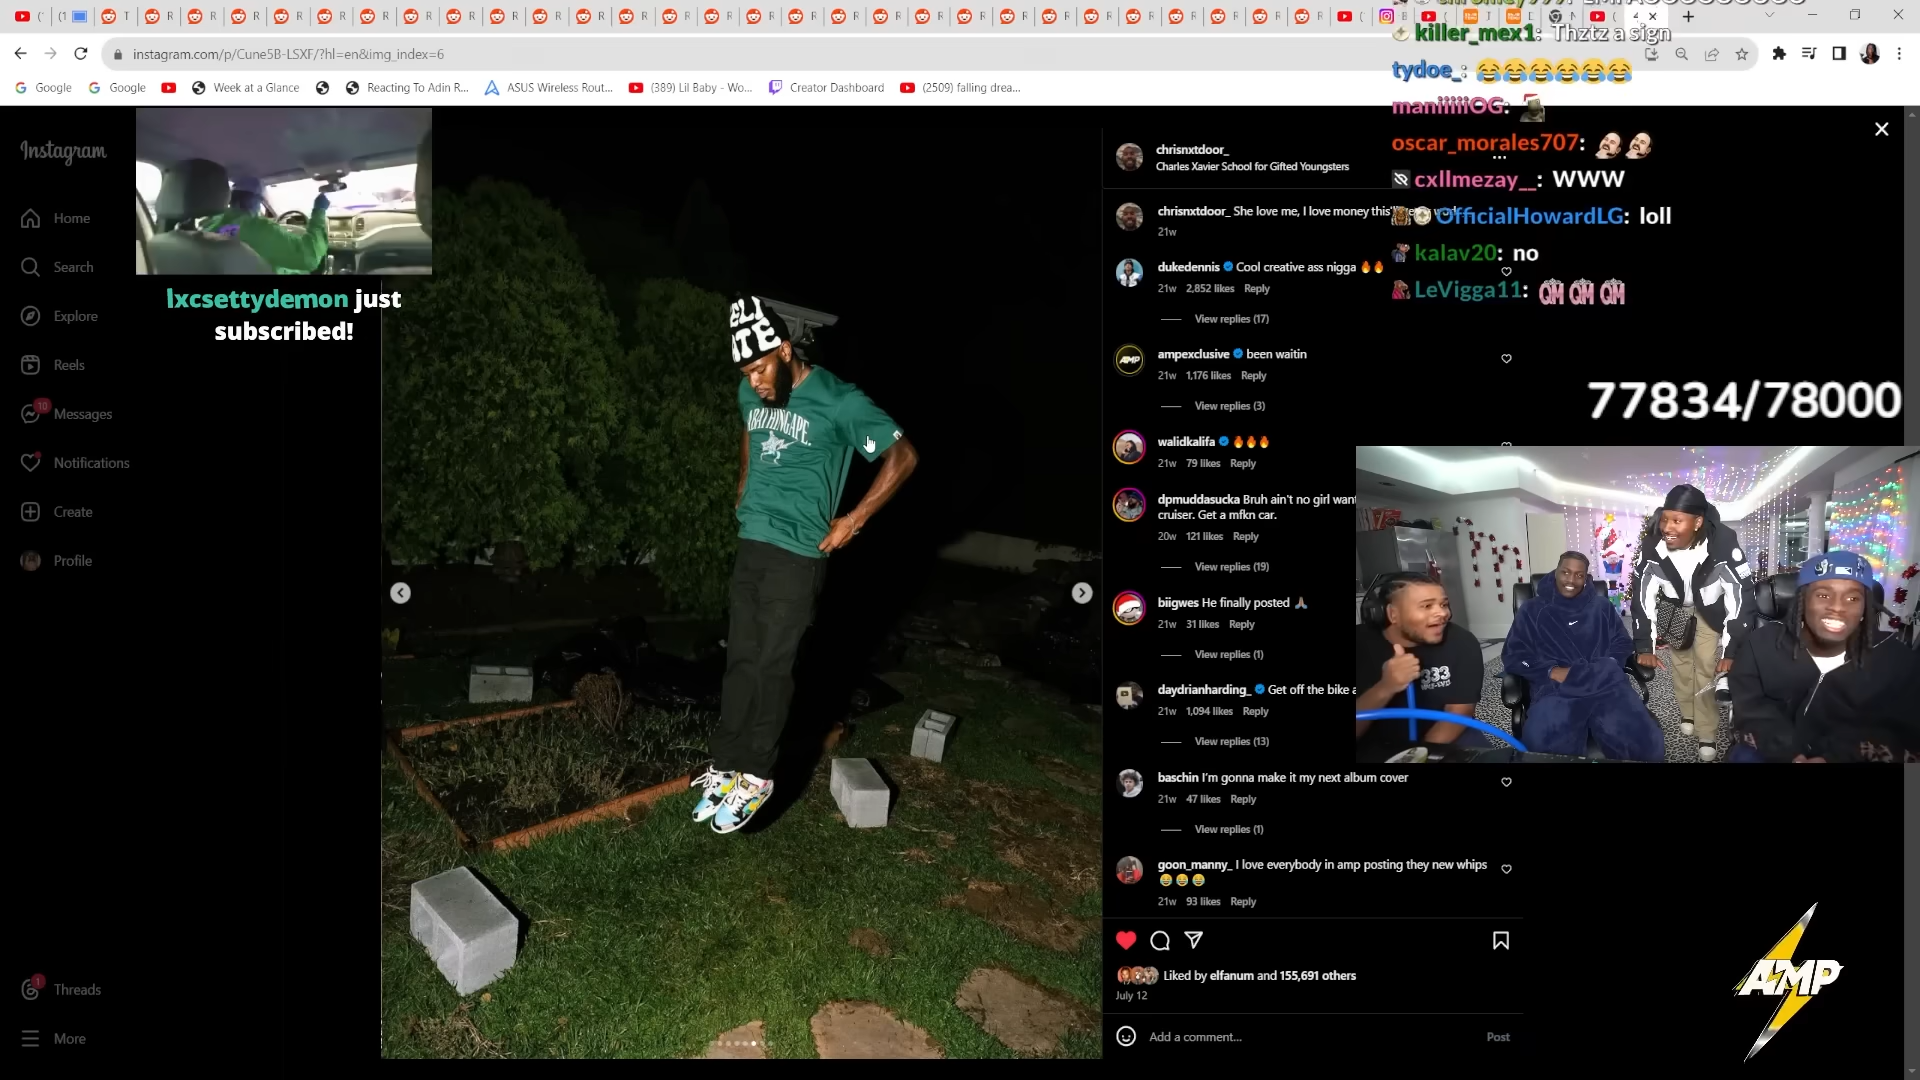 instagram.com/p/Cune5B-LSXF/?hl=en&img_index=6
Google
Google
Week at a Glance
Reacting To Adin R...
ASUS Wireless Rout...
(389) Lil Baby - Wo...
Creator Dashboard
(2509) falling drea...
killer_mex1: Thztz a sign
tydoe_:
maniiiiiOG:
oscar_morales707:
cxllmezay__: WWW
OfficialHowardLG: loll
kalav20: no
LeVigga11: QM QM QM
77834/78000
Instagram
Home
Search
Explore
Reels
10
Messages
Notifications
Create
Profile
1
Threads
More
lxcsettydemon just
subscribed!
ABATHINGAPE.
chrisnxtdoor_
Charles Xavier School for Gifted Youngsters
chrisnxtdoor_ She love me, I love money this
21w
dukedennis Cool creative ass nigga 🔥🔥
21w 2,852 likes Reply
View replies (17)
ampexclusive been waitin
21w 1,176 likes Reply
View replies (3)
walidkalifa 🔥🔥🔥
21w 79 likes Reply
dpmuddasucka Bruh ain't no girl want
cruiser. Get a mfkn car.
20w 121 likes Reply
View replies (19)
biigwes He finally posted 🙏🏾
21w 31 likes Reply
View replies (1)
daydrianharding_ Get off the bike a
21w 1,094 likes Reply
View replies (13)
baschin I'm gonna make it my next album cover
21w 47 likes Reply
View replies (1)
goon_manny_ I love everybody in amp posting they new whips
😂😂😂
21w 93 likes Reply
Liked by elfanum and 155,691 others
July 12
Add a comment...
Post
AMP